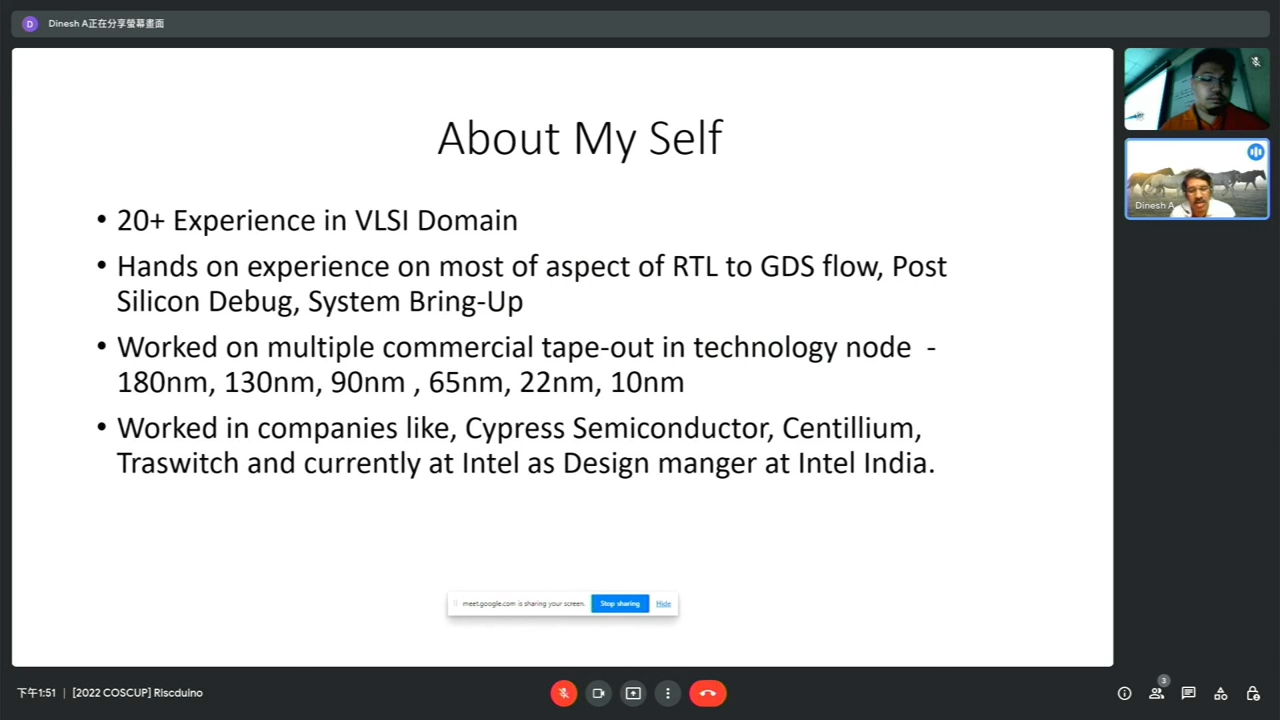 D
Dinesh A正在分享螢幕畫面
About My Self
• 20+ Experience in VLSI Domain
• Hands on experience on most of aspect of RTL to GDS flow, Post
Silicon Debug, System Bring-Up
• Worked on multiple commercial tape-out in technology node -
180nm, 130nm, 90nm , 65nm, 22nm, 10nm
• Worked in companies like, Cypress Semiconductor, Centillium,
Traswitch and currently at Intel as Design manger at Intel India.
Dinesh A
meet.google.com is sharing your screen. Stop sharing Hide
下午1:51 | [2022 COSCUP] Riscduino
3